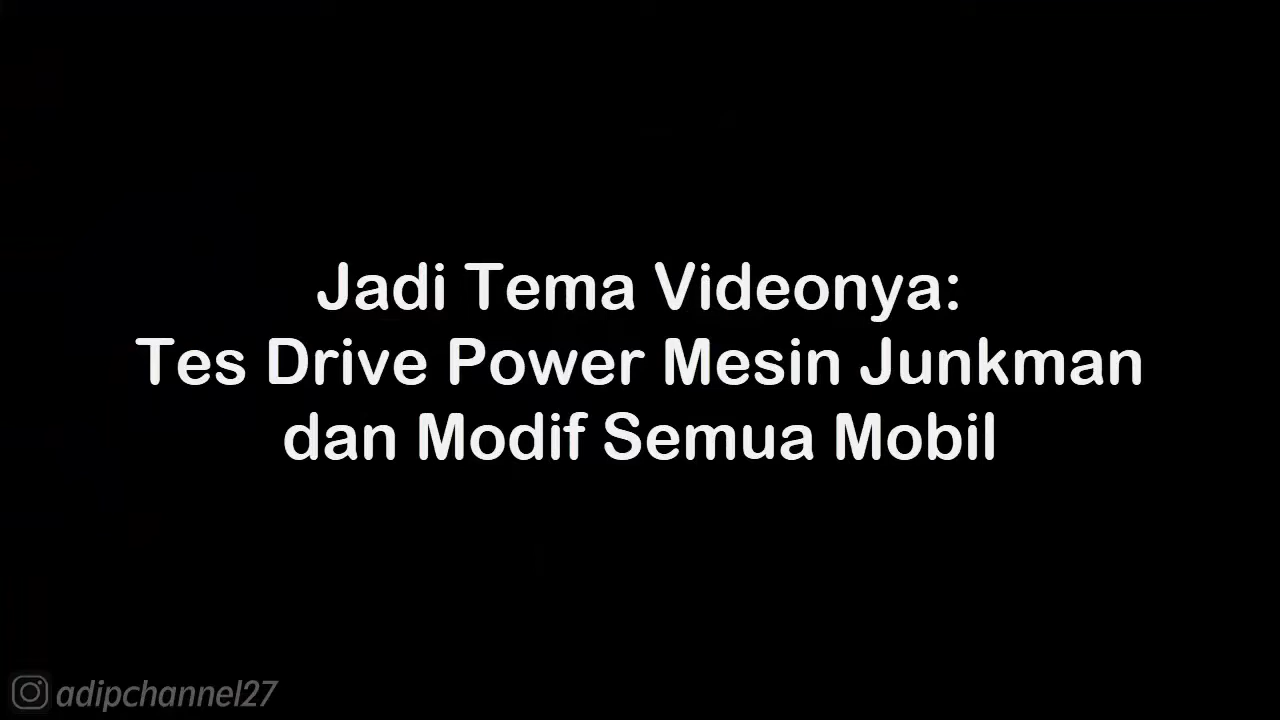 Jadi Tema Videonya:
Tes Drive Power Mesin Junkman
dan Modif Semua Mobil
adipchannel27